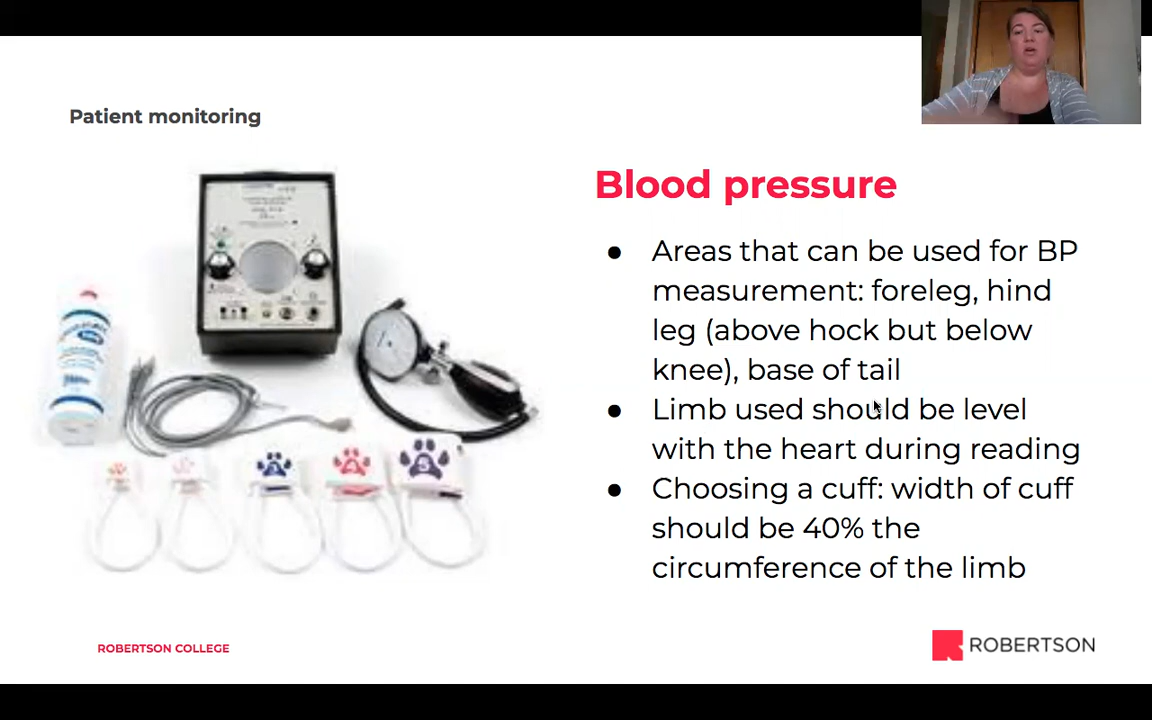 Patient monitoring
Blood pressure
● Areas that can be used for BP
measurement: foreleg, hind
leg (above hock but below
knee), base of tail
● Limb used should be level
with the heart during reading
● Choosing a cuff: width of cuff
should be 40% the
circumference of the limb
5
ROBERTSON COLLEGE
ROBERTSON